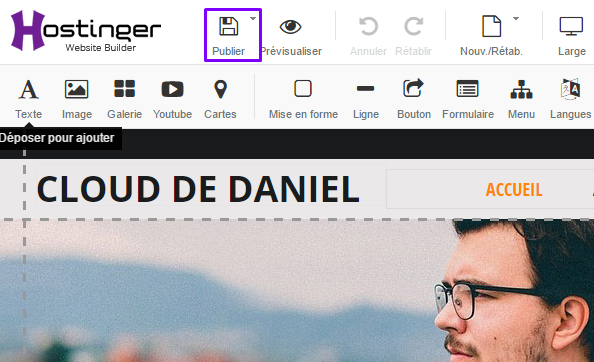 Hostinger
Website Builder
Publier
Prévisualiser
Annuler
Rétablir
Nouv./Rétab.
Large
Texte
Image
Galerie
Youtube
Cartes
Mise en forme
Ligne
Bouton
Formulaire
Menu
Langues
Déposer pour ajouter
CLOUD DE DANIEL
ACCUEIL